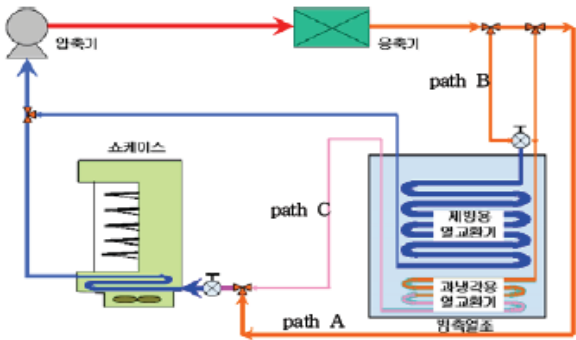 압축기
응축기
path B
쇼케이스
path C
제빙용
열교환기
과냉각용
열교환기
빙축열조
path A